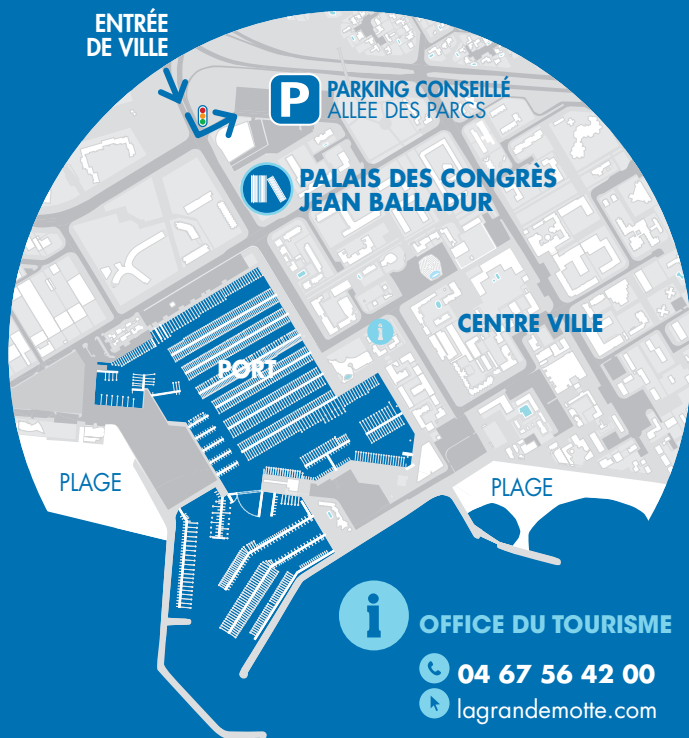 ENTRÉE
DE VILLE
P
PARKING CONSEILLÉ
ALLÉE DES PARCS
PALAIS DES CONGRÈS
JEAN BALLADUR
i
CENTRE VILLE
PORT
PLAGE
PLAGE
i
OFFICE DU TOURISME
04 67 56 42 00
lagrandemotte.com